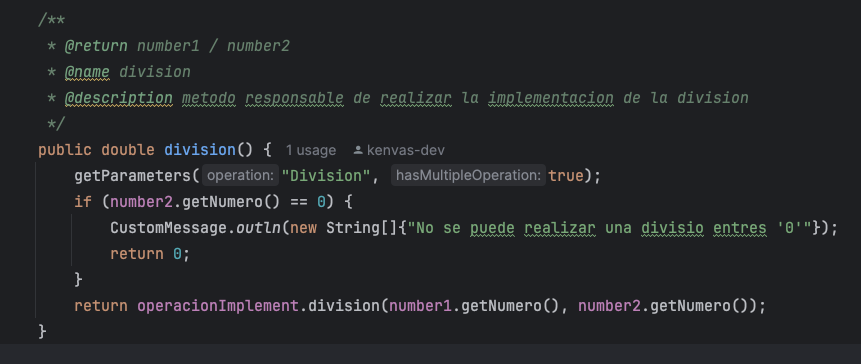 /**
 * @return number1 / number2
 * @name division
 * @description metodo responsable de realizar la implementacion de la division
 */
public double division() { 1 usage kenvas-dev
    getParameters( operation: "Division", hasMultipleOperation: true);
    if (number2.getNumero() == 0) {
        CustomMessage.outln(new String[]{"No se puede realizar una divisio entres '0'"});
        return 0;
    }
    return operacionImplement.division(number1.getNumero(), number2.getNumero());
}